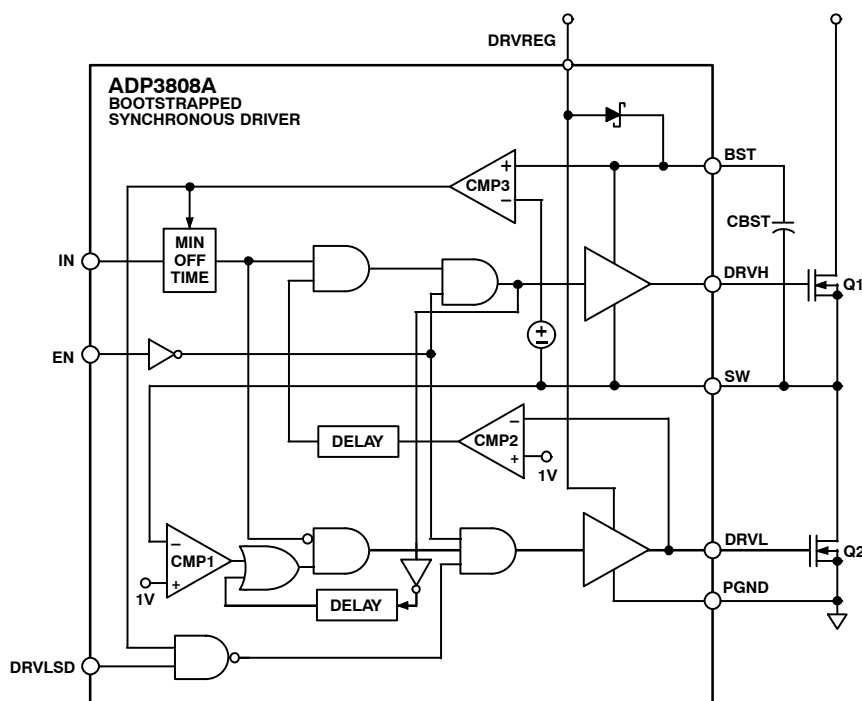 DRVREG
ADP3808A
BOOTSTRAPPED
SYNCHRONOUS DRIVER
BST
+
CMP3
−
CBST
MIN
OFF
TIME
IN
DRVH
Q1
+
−
EN
SW
−
DELAY
CMP2
+
1V
−
CMP1
+
1V
DRVL
Q2
DELAY
PGND
DRVLSD